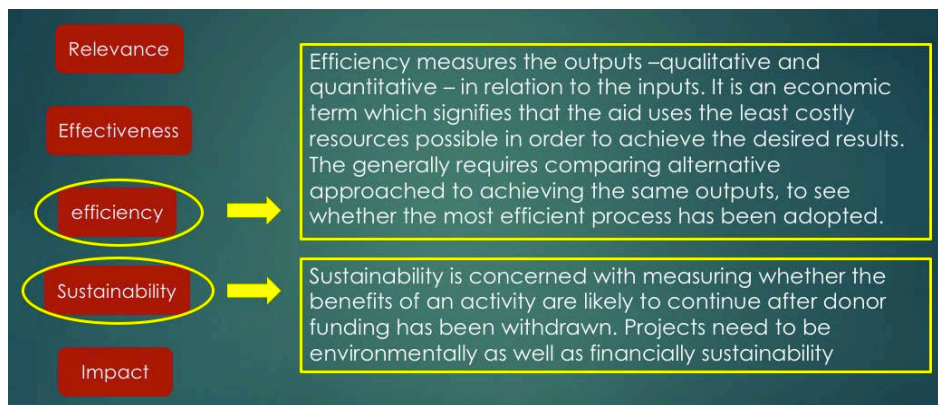 Relevance
Effectiveness
efficiency
Sustainability
Impact
Efficiency measures the outputs –qualitative and
quantitative – in relation to the inputs. It is an economic
term which signifies that the aid uses the least costly
resources possible in order to achieve the desired results.
The generally requires comparing alternative
approached to achieving the same outputs, to see
whether the most efficient process has been adopted.
Sustainability is concerned with measuring whether the
benefits of an activity are likely to continue after donor
funding has been withdrawn. Projects need to be
environmentally as well as financially sustainability